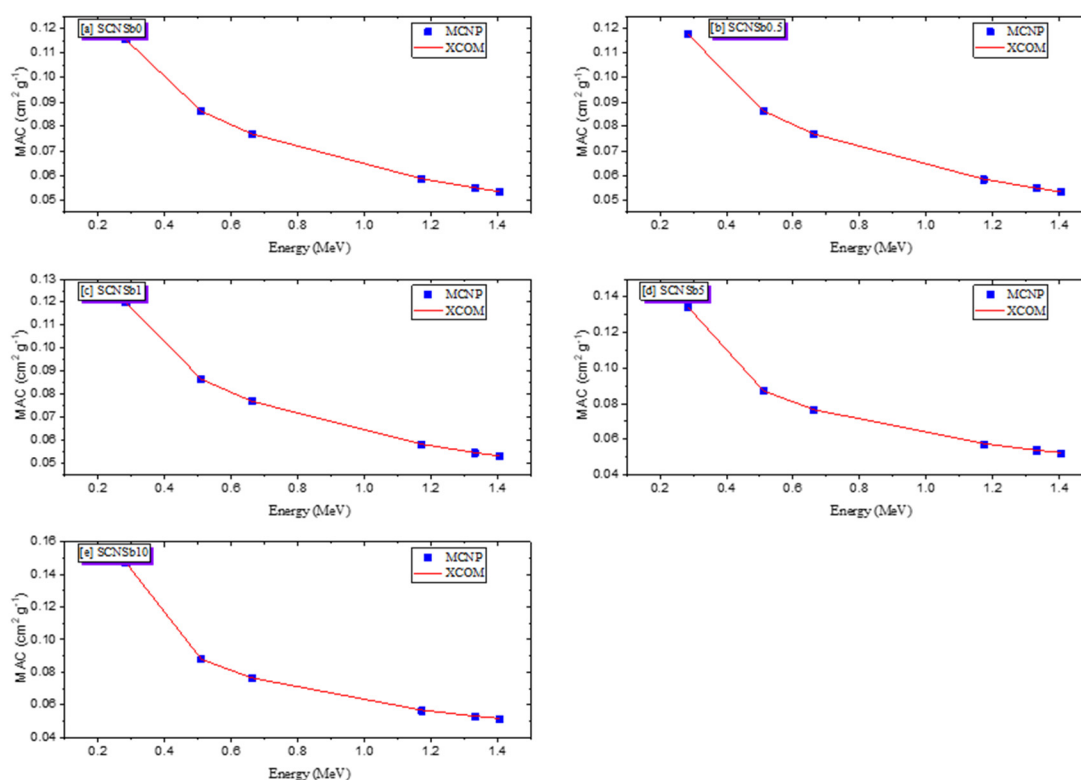 [a] SCNSb0
MCNP
XCOM
0.12
0.11
0.10
0.09
0.08
0.07
0.06
0.05
MAC (cm² g⁻¹)
0.2 0.4 0.6 0.8 1.0 1.2 1.4
Energy (MeV)
[b] SCNSb0.5
MCNP
XCOM
0.12
0.11
0.10
0.09
0.08
0.07
0.06
0.05
MAC (cm² g⁻¹)
0.2 0.4 0.6 0.8 1.0 1.2 1.4
Energy (MeV)
[c] SCNSb1
MCNP
XCOM
0.13
0.12
0.11
0.10
0.09
0.08
0.07
0.06
0.05
MAC (cm² g⁻¹)
0.2 0.4 0.6 0.8 1.0 1.2 1.4
Energy (MeV)
[d] SCNSb5
MCNP
XCOM
0.14
0.12
0.10
0.08
0.06
0.04
MAC (cm² g⁻¹)
0.2 0.4 0.6 0.8 1.0 1.2 1.4
Energy (MeV)
[e] SCNSb10
MCNP
XCOM
0.16
0.14
0.12
0.10
0.08
0.06
0.04
MAC (cm² g⁻¹)
0.2 0.4 0.6 0.8 1.0 1.2 1.4
Energy (MeV)